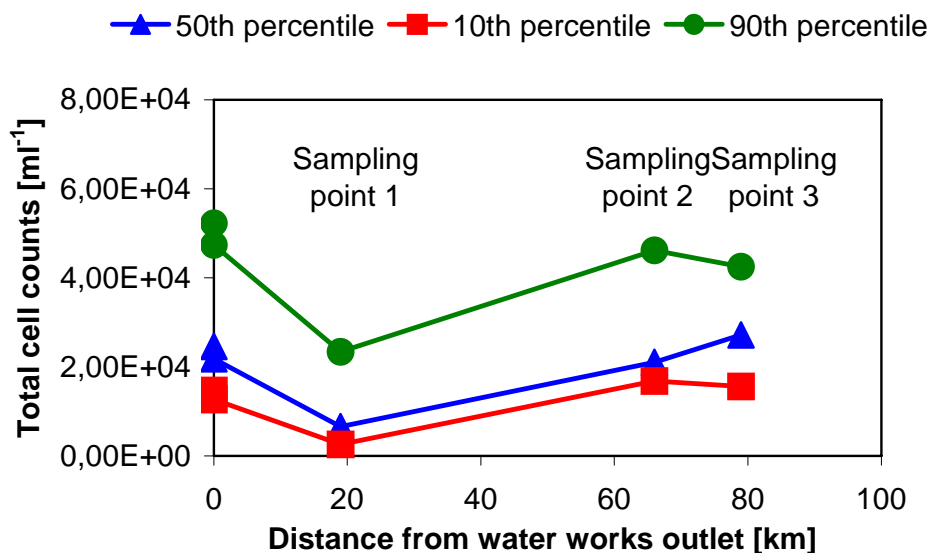 50th percentile 10th percentile 90th percentile
8,00E+04
6,00E+04
4,00E+04
2,00E+04
0,00E+00
Total cell counts [ml-1]
Sampling
point 1
Sampling
point 2
Sampling
point 3
0 20 40 60 80 100
Distance from water works outlet [km]